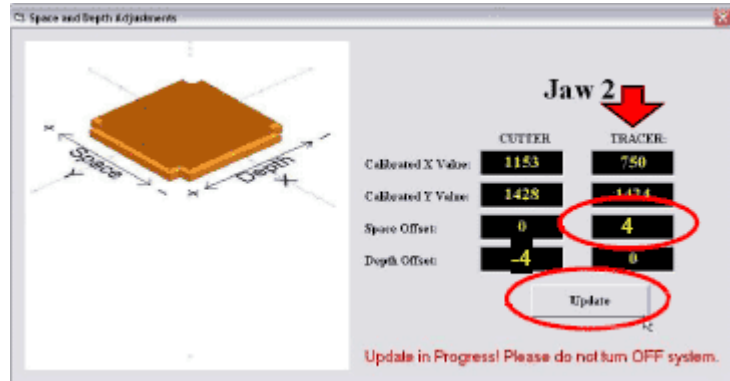 Space and Depth Adjustments
Jaw 2
CUTTER TRACER:
Calibrated X Value: 1153 750
Calibrated Y Value: 1428 1424
Space Offset: 0 4
Depth Offset: -4 0
Update
Update in Progress! Please do not turn OFF system.
Space
Y
Depth
X